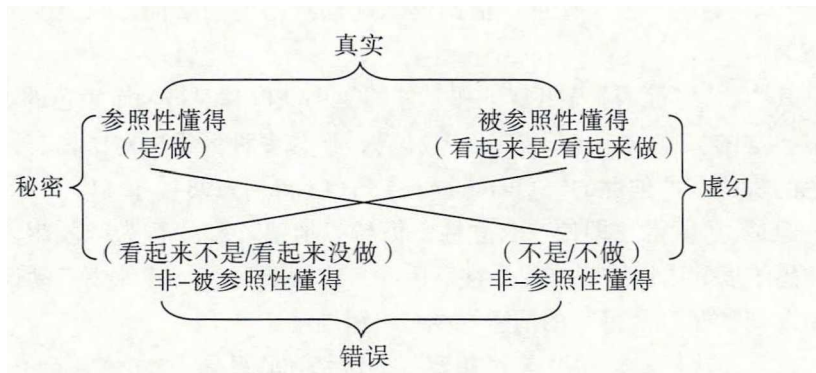 真实
参照性懂得 被参照性懂得
（是/做） （看起来是/看起来做）
秘密 虚幻
（看起来不是/看起来没做） （不是/不做）
非–被参照性懂得 非–参照性懂得
错误